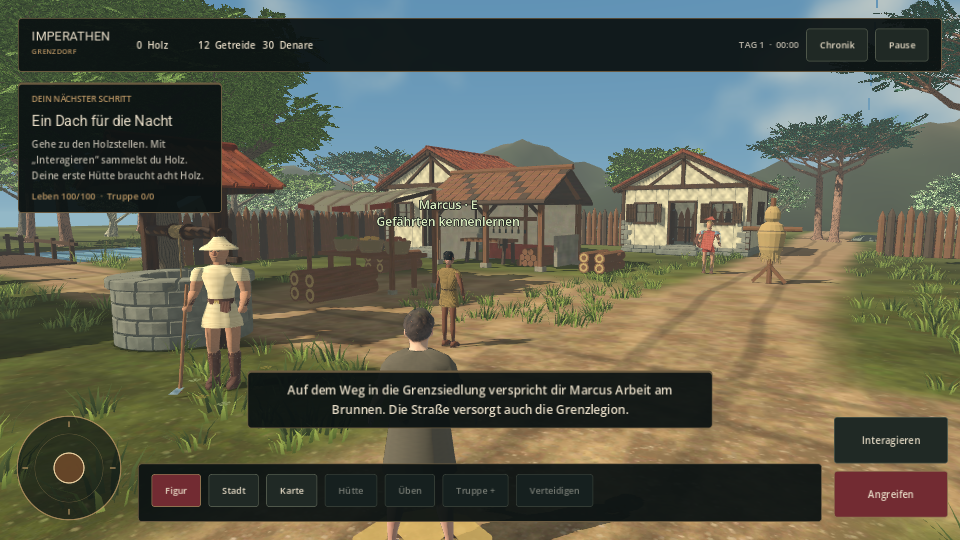 IMPERATHEN
GRENZDORF
0 Holz
12 Getreide
30 Denare
TAG 1 · 00:00
Chronik
Pause
DEIN NÄCHSTER SCHRITT
Ein Dach für die Nacht
Gehe zu den Holzstellen. Mit
„Interagieren“ sammelst du Holz.
Deine erste Hütte braucht acht Holz.
Leben 100/100 · Truppe 0/0
Marcus · E
Gefährten kennenlernen
Auf dem Weg in die Grenzsiedlung verspricht dir Marcus Arbeit am
Brunnen. Die Straße versorgt auch die Grenzlegion.
Interagieren
Angreifen
Figur
Stadt
Karte
Hütte
Üben
Truppe +
Verteidigen